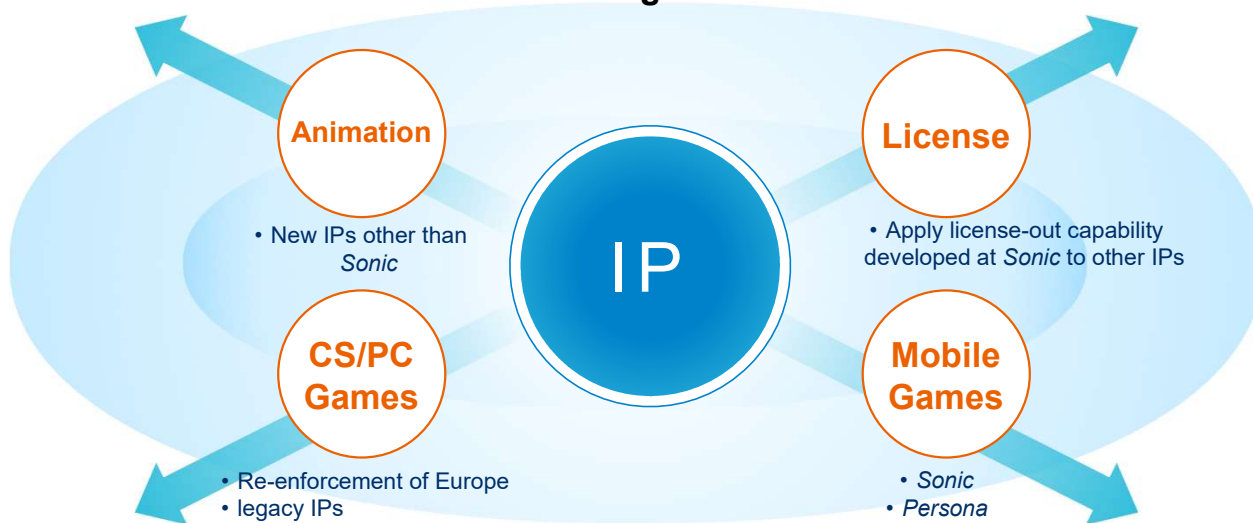 Animation
• New IPs other than
Sonic
License
• Apply license-out capability
developed at Sonic to other IPs
IP
CS/PC
Games
• Re-enforcement of Europe
• legacy IPs
Mobile
Games
• Sonic
• Persona